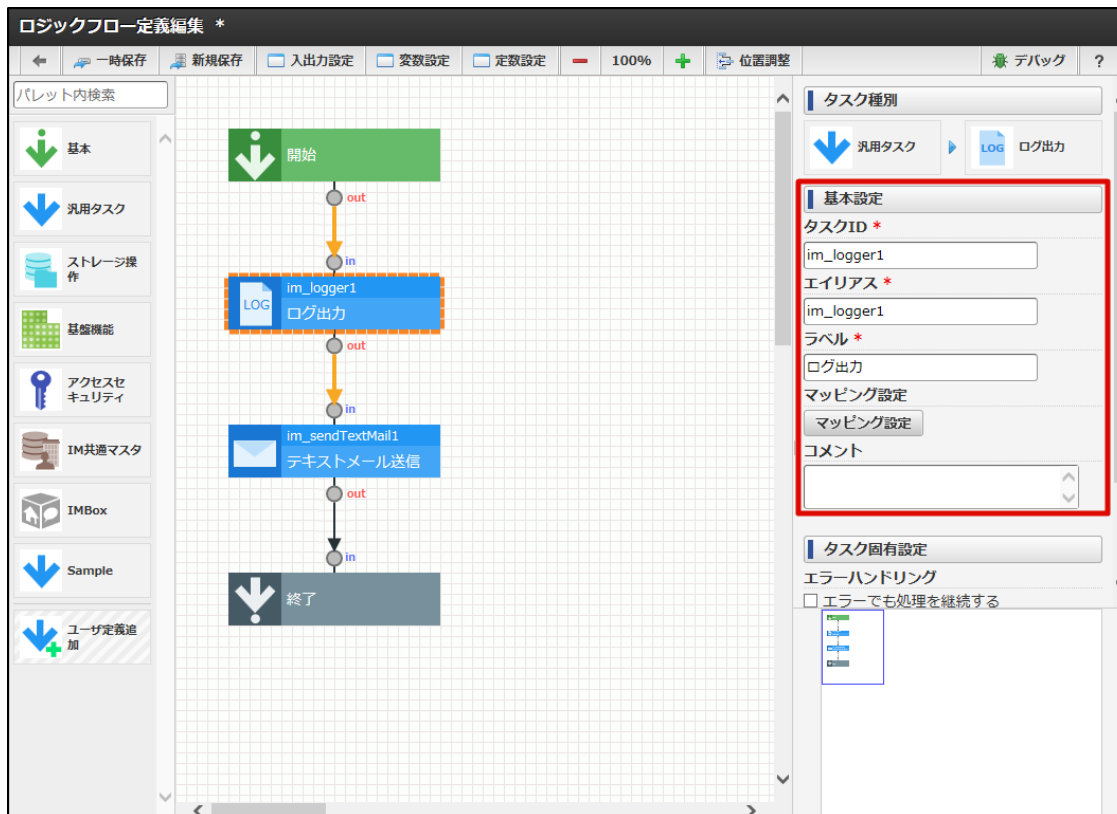 ロジックフロー定義編集 *
一時保存 新規保存 入出力設定 変数設定 定数設定 100% 位置調整 デバッグ ?
パレット内検索
基本
汎用タスク
ストレージ操
作
基盤機能
アクセスセ
キュリティ
IM共通マスタ
IMBox
Sample
ユーザ定義追
加
開始
out
in
im_logger1
LOG
ログ出力
out
in
im_sendTextMail1
テキストメール送信
out
in
終了
タスク種別
汎用タスク LOG ログ出力
基本設定
タスクID *
im_logger1
エイリアス *
im_logger1
ラベル *
ログ出力
マッピング設定
マッピング設定
コメント
タスク固有設定
エラーハンドリング
エラーでも処理を継続する